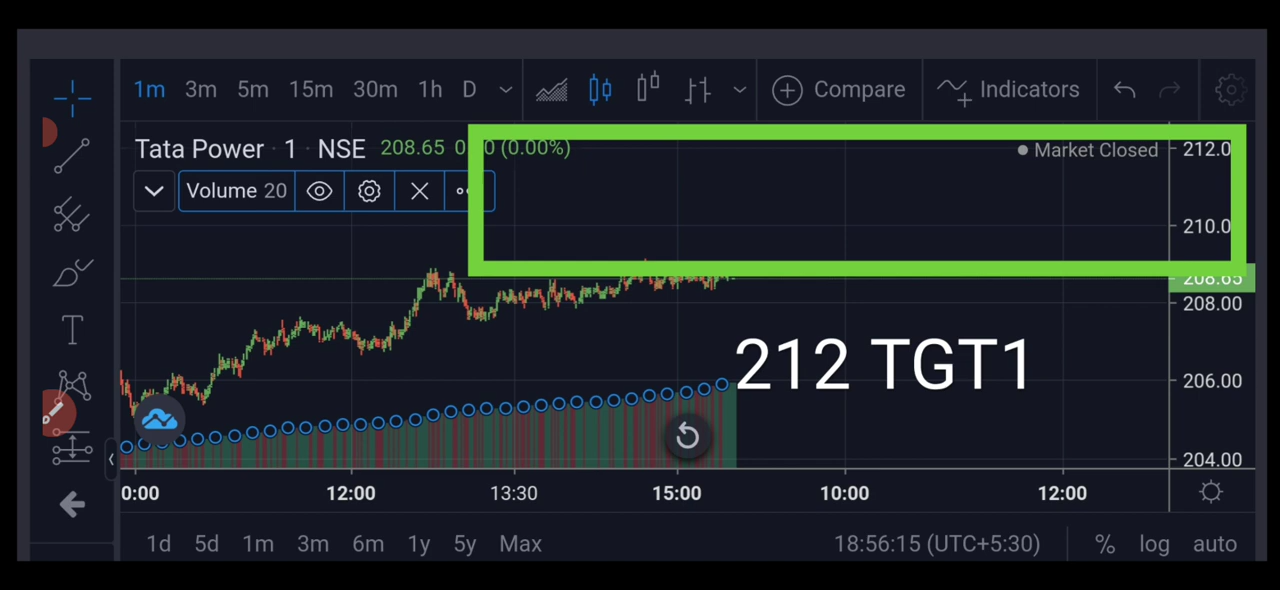 1m 3m 5m 15m 30m 1h D Compare Indicators
Tata Power · 1 · NSE 208.65 0 0 (0.00%)
Market Closed
Volume 20
212.0
210.0
208.65
208.00
206.00
204.00
212 TGT1
T
0:00 12:00 13:30 15:00 10:00 12:00
1d 5d 1m 3m 6m 1y 5y Max 18:56:15 (UTC+5:30) % log auto